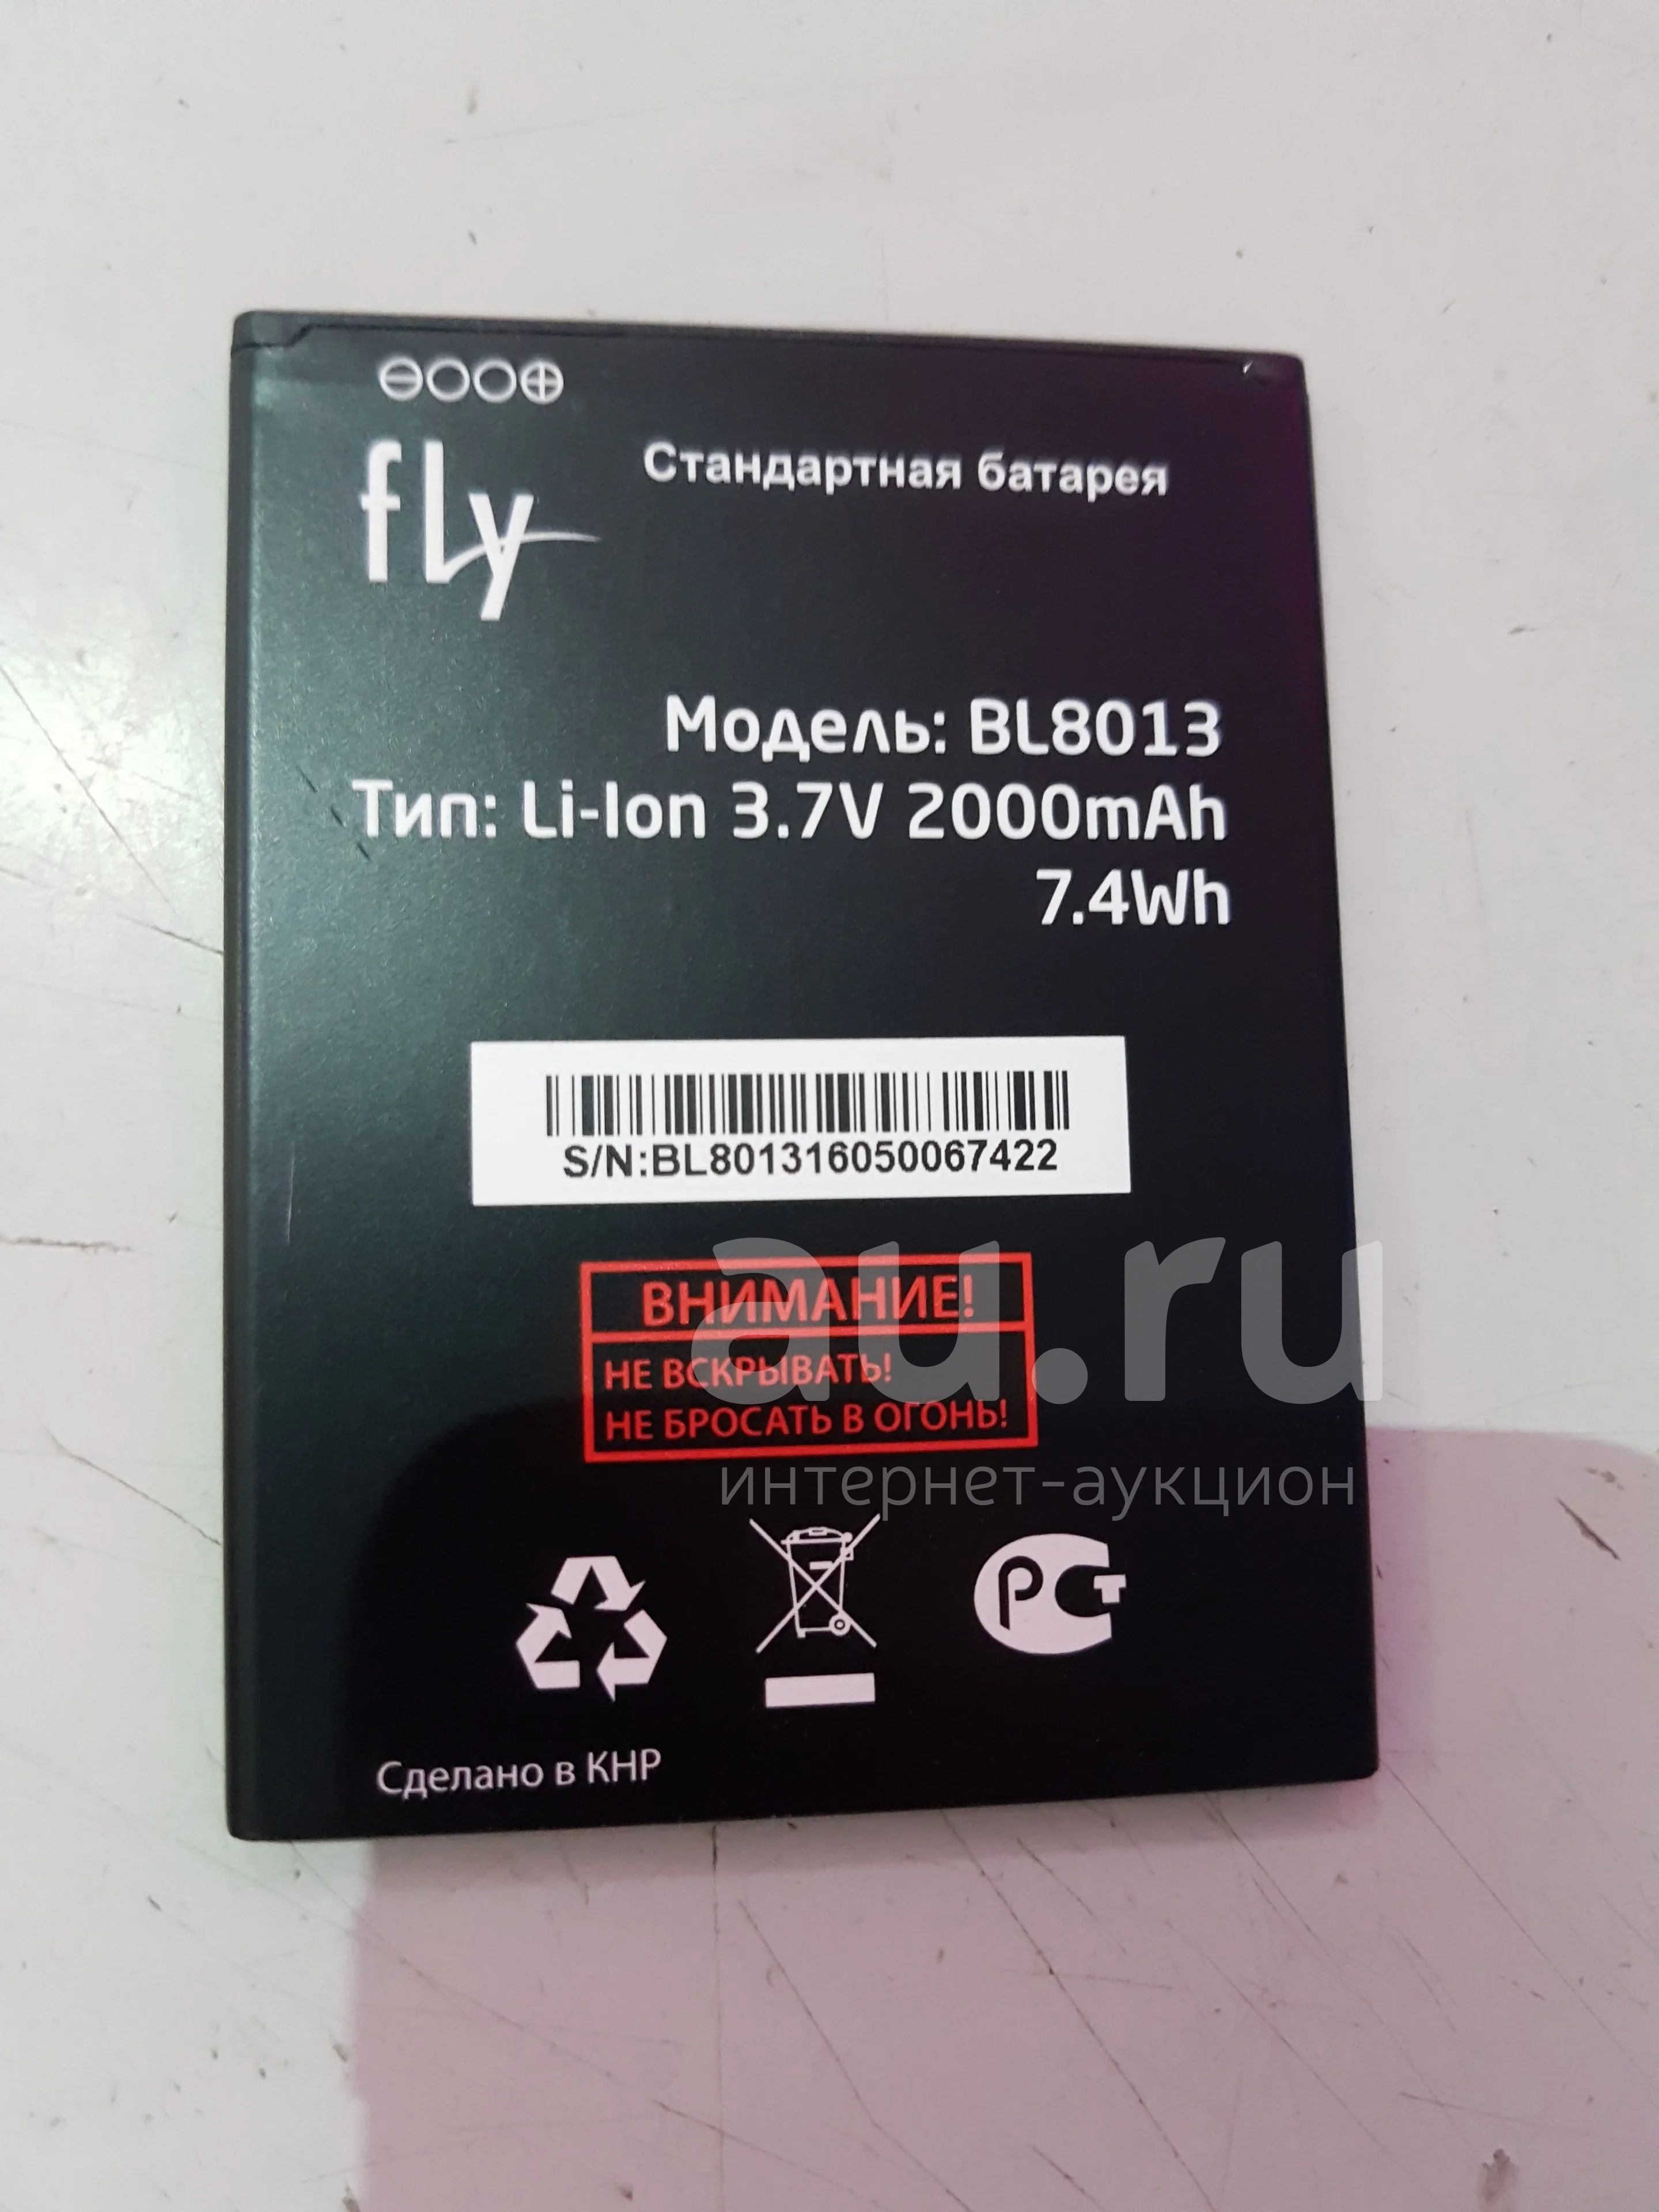 fly
Стандартная батарея
Модель: BL8013
Тип: Li-Ion 3.7V 2000mAh
7.4Wh
S/N:BL801316050067422
ВНИМАНИЕ!
НЕ ВСКРЫВАТЬ!
НЕ БРОСАТЬ В ОГОНЬ!
au.ru
интернет-аукцион
РСТ
Сделано в КНР